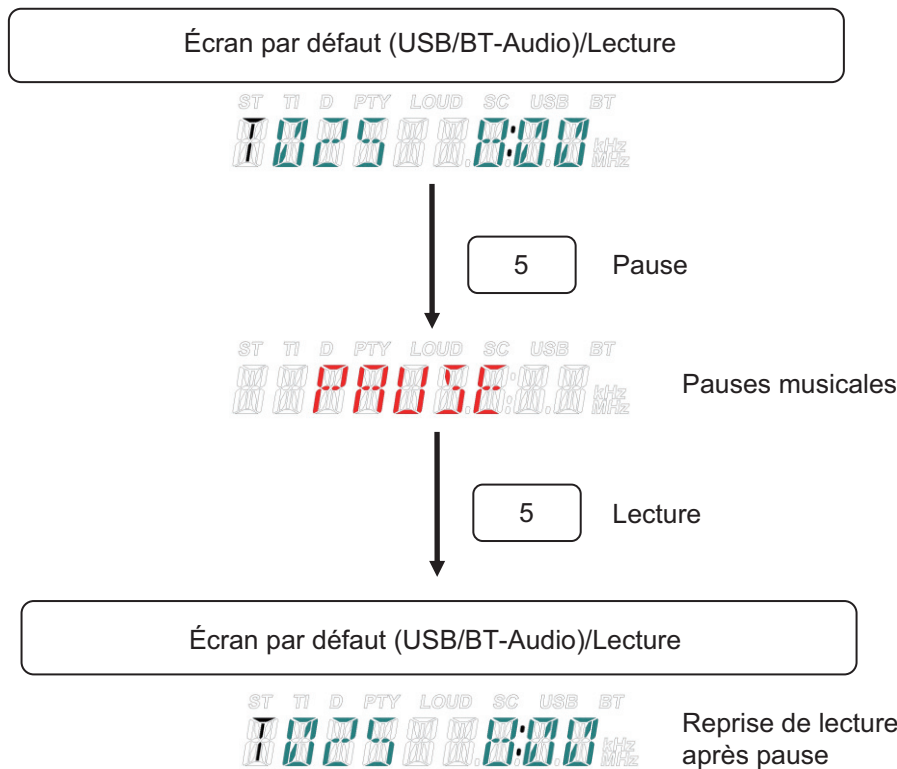 Écran par défaut (USB/BT-Audio)/Lecture
ST TI D PTY LOUD SC USB BT
T025 8:00 kHz
MHz
5 Pause
ST TI D PTY LOUD SC USB BT
PAUSE kHz
MHz
Pauses musicales
5 Lecture
Écran par défaut (USB/BT-Audio)/Lecture
ST TI D PTY LOUD SC USB BT
T025 8:00 kHz
MHz
Reprise de lecture
après pause